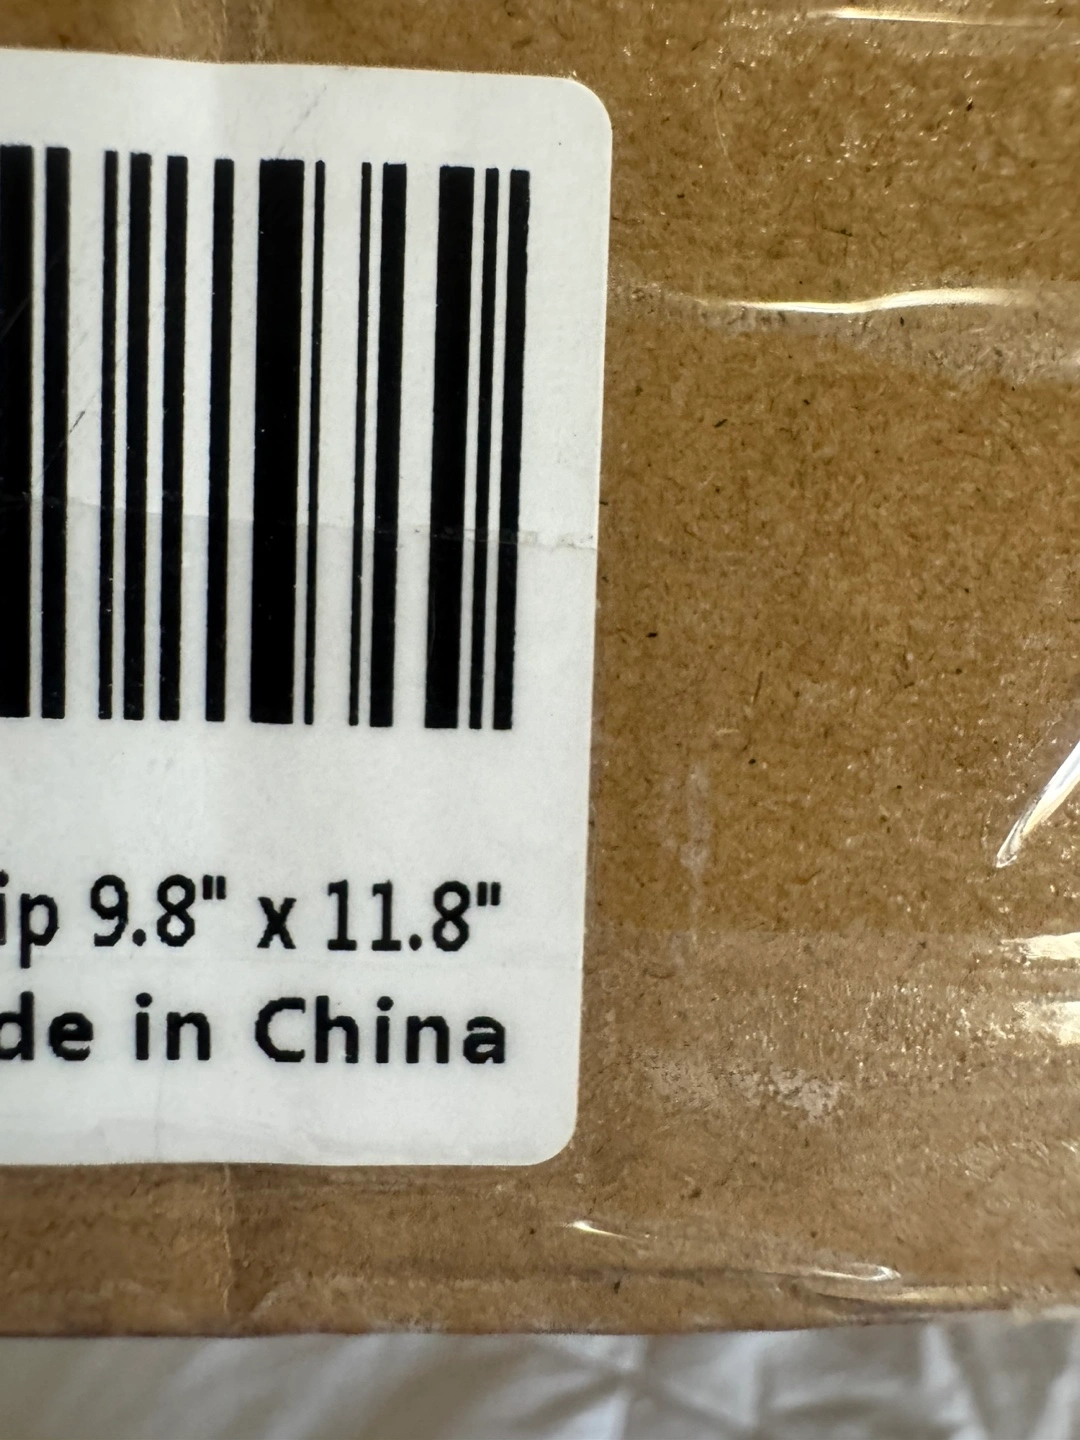 ip 9.8" x 11.8"
de in China